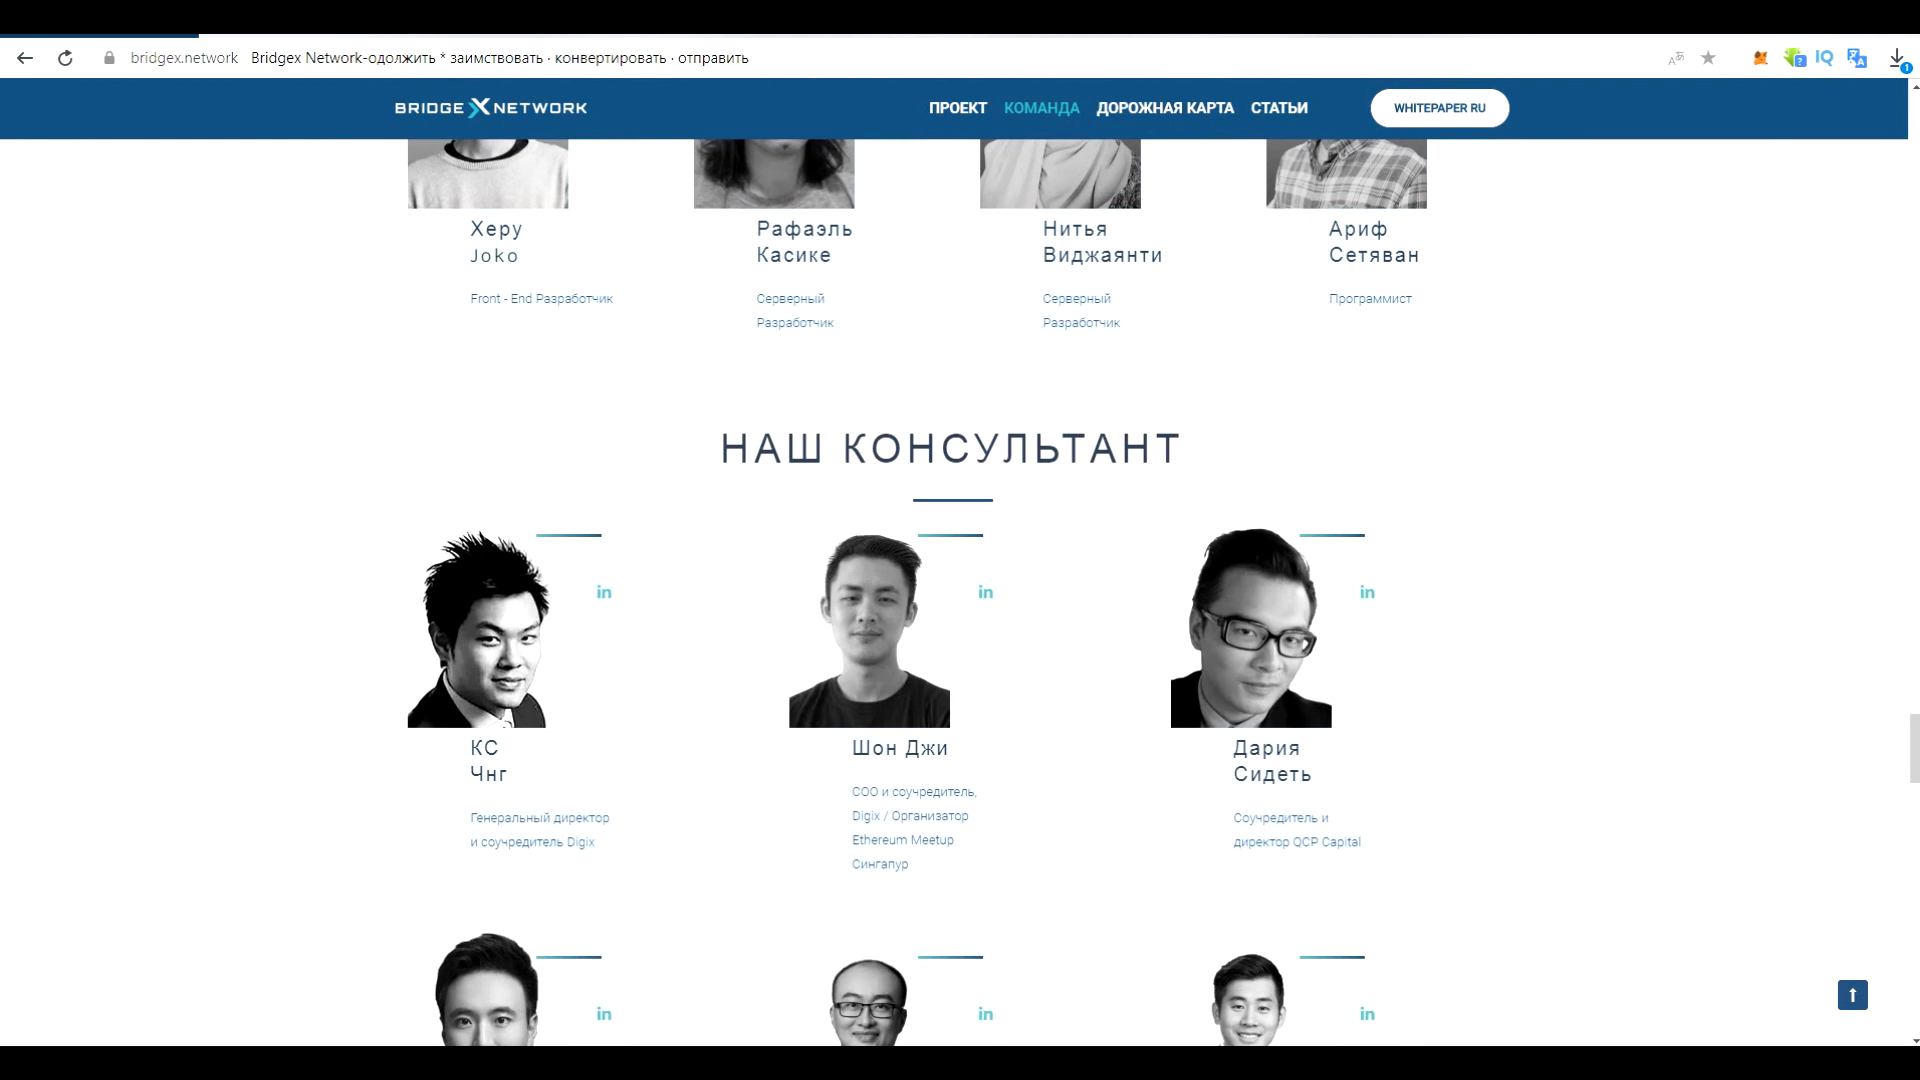 bridgex.network Bridgex Network-одолжить * заимствовать · конвертировать · отправить
BRIDGE X NETWORK
ПРОЕКТ КОМАНДА ДОРОЖНАЯ КАРТА СТАТЬИ
WHITEPAPER RU
Херу
Joko
Front - End Разработчик
Рафаэль
Касике
Серверный
Разработчик
Нитья
Виджаянти
Серверный
Разработчик
Ариф
Сетяван
Программист
НАШ КОНСУЛЬТАНТ
in
in
in
КС
Чнг
Генеральный директор
и соучредитель Digix
Шон Джи
COO и соучредитель,
Digix / Организатор
Ethereum Meetup
Сингапур
Дария
Сидеть
Соучредитель и
директор QCP Capital
in
in
in